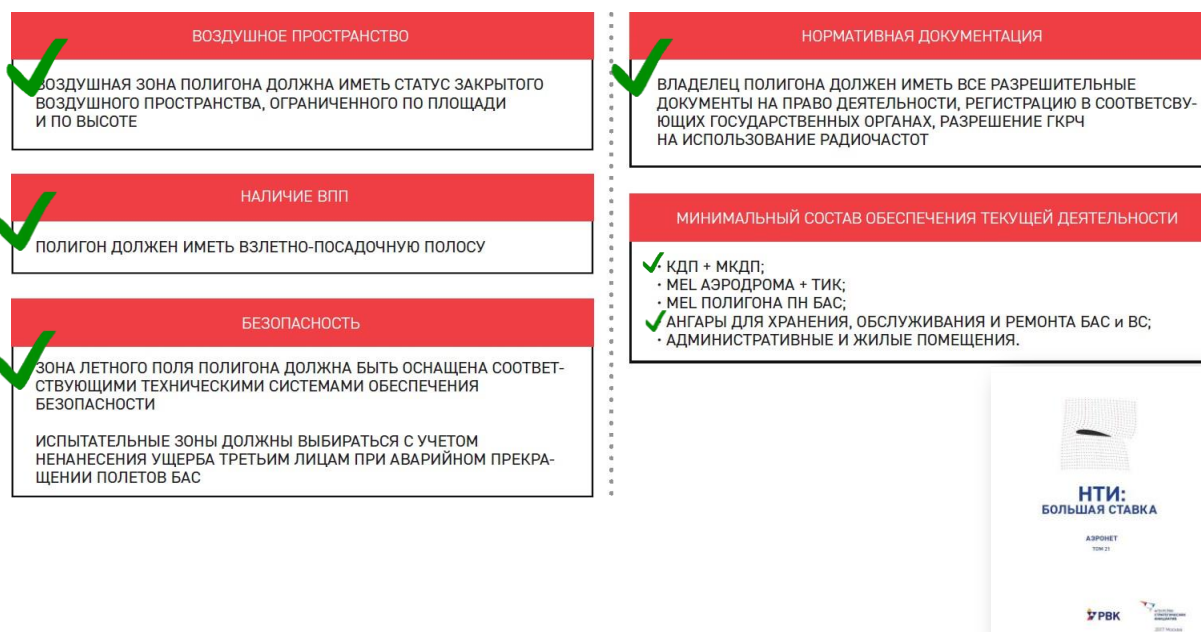 ВОЗДУШНОЕ ПРОСТРАНСТВО
ВОЗДУШНАЯ ЗОНА ПОЛИГОНА ДОЛЖНА ИМЕТЬ СТАТУС ЗАКРЫТОГО
ВОЗДУШНОГО ПРОСТРАНСТВА, ОГРАНИЧЕННОГО ПО ПЛОЩАДИ
И ПО ВЫСОТЕ
НАЛИЧИЕ ВПП
ПОЛИГОН ДОЛЖЕН ИМЕТЬ ВЗЛЕТНО-ПОСАДОЧНУЮ ПОЛОСУ
БЕЗОПАСНОСТЬ
ЗОНА ЛЕТНОГО ПОЛЯ ПОЛИГОНА ДОЛЖНА БЫТЬ ОСНАЩЕНА СООТВЕТ-
СТВУЮЩИМИ ТЕХНИЧЕСКИМИ СИСТЕМАМИ ОБЕСПЕЧЕНИЯ
БЕЗОПАСНОСТИ
ИСПЫТАТЕЛЬНЫЕ ЗОНЫ ДОЛЖНЫ ВЫБИРАТЬСЯ С УЧЕТОМ
НЕНАНЕСЕНИЯ УЩЕРБА ТРЕТЬИМ ЛИЦАМ ПРИ АВАРИЙНОМ ПРЕКРА-
ЩЕНИИ ПОЛЕТОВ БАС
НОРМАТИВНАЯ ДОКУМЕНТАЦИЯ
ВЛАДЕЛЕЦ ПОЛИГОНА ДОЛЖЕН ИМЕТЬ ВСЕ РАЗРЕШИТЕЛЬНЫЕ
ДОКУМЕНТЫ НА ПРАВО ДЕЯТЕЛЬНОСТИ, РЕГИСТРАЦИЮ В СООТВЕТСВУ-
ЮЩИХ ГОСУДАРСТВЕННЫХ ОРГАНАХ, РАЗРЕШЕНИЕ ГКРЧ
НА ИСПОЛЬЗОВАНИЕ РАДИОЧАСТОТ
МИНИМАЛЬНЫЙ СОСТАВ ОБЕСПЕЧЕНИЯ ТЕКУЩЕЙ ДЕЯТЕЛЬНОСТИ
· КДП + МКДП;
· MEL АЭРОДРОМА + ТИК;
· MEL ПОЛИГОНА ПН БАС;
· АНГАРЫ ДЛЯ ХРАНЕНИЯ, ОБСЛУЖИВАНИЯ И РЕМОНТА БАС и ВС;
· АДМИНИСТРАТИВНЫЕ И ЖИЛЫЕ ПОМЕЩЕНИЯ.
НТИ:
БОЛЬШАЯ СТАВКА
АЭРОНЕТ
ТОМ 21
РВК
2017 Москва